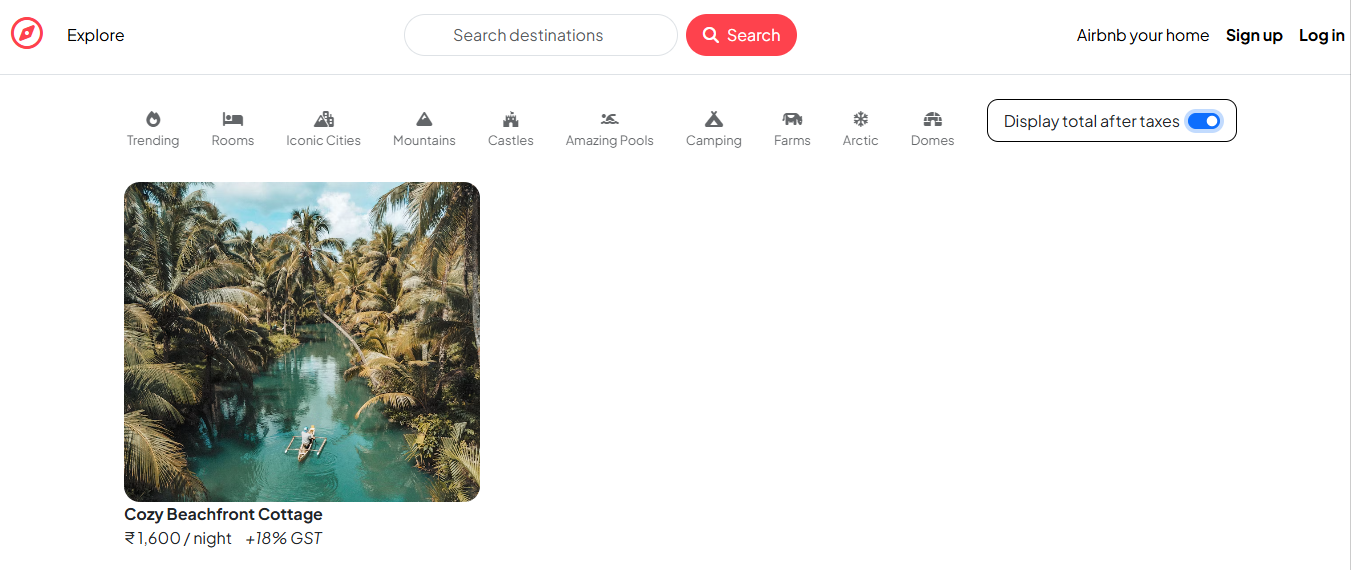 Explore
Search destinations
Search
Airbnb your home Sign up Log in
Trending Rooms Iconic Cities Mountains Castles Amazing Pools Camping Farms Arctic Domes
Display total after taxes
Cozy Beachfront Cottage
₹ 1,600 / night +18% GST